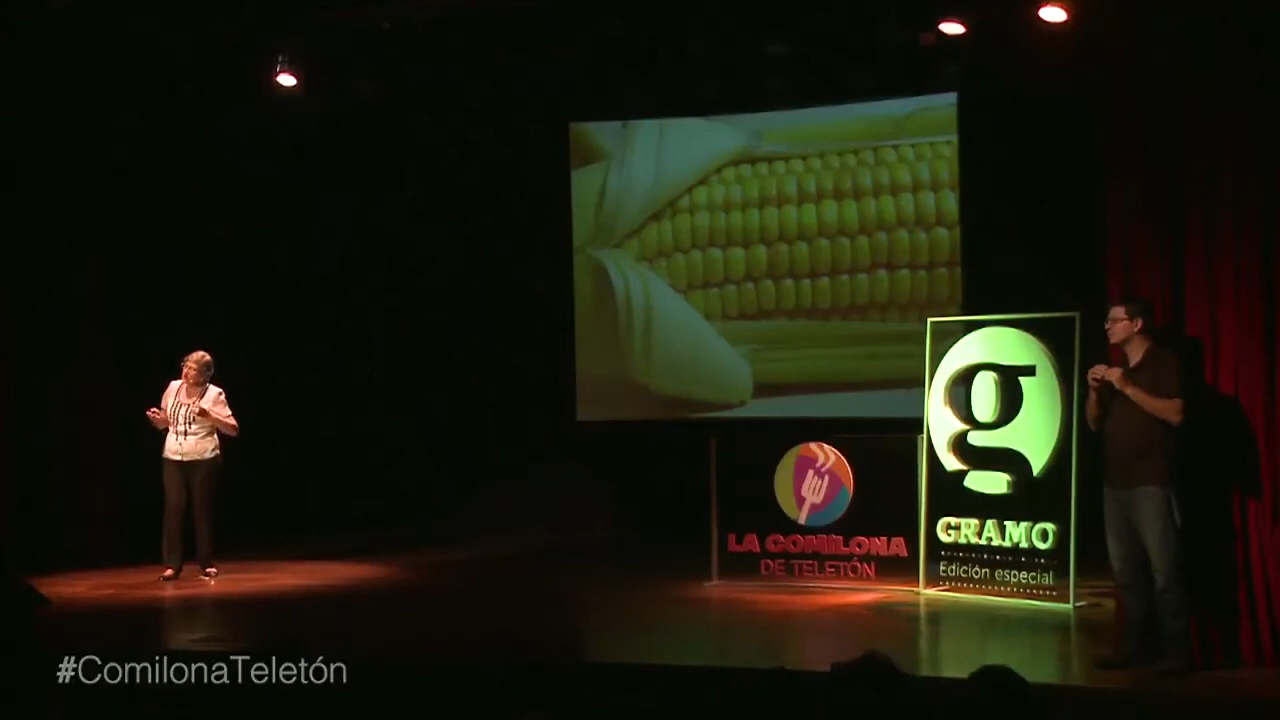 g
GRAMO
Edición especial
LA COMILONA
DE TELETÓN
#ComilonaTeletón